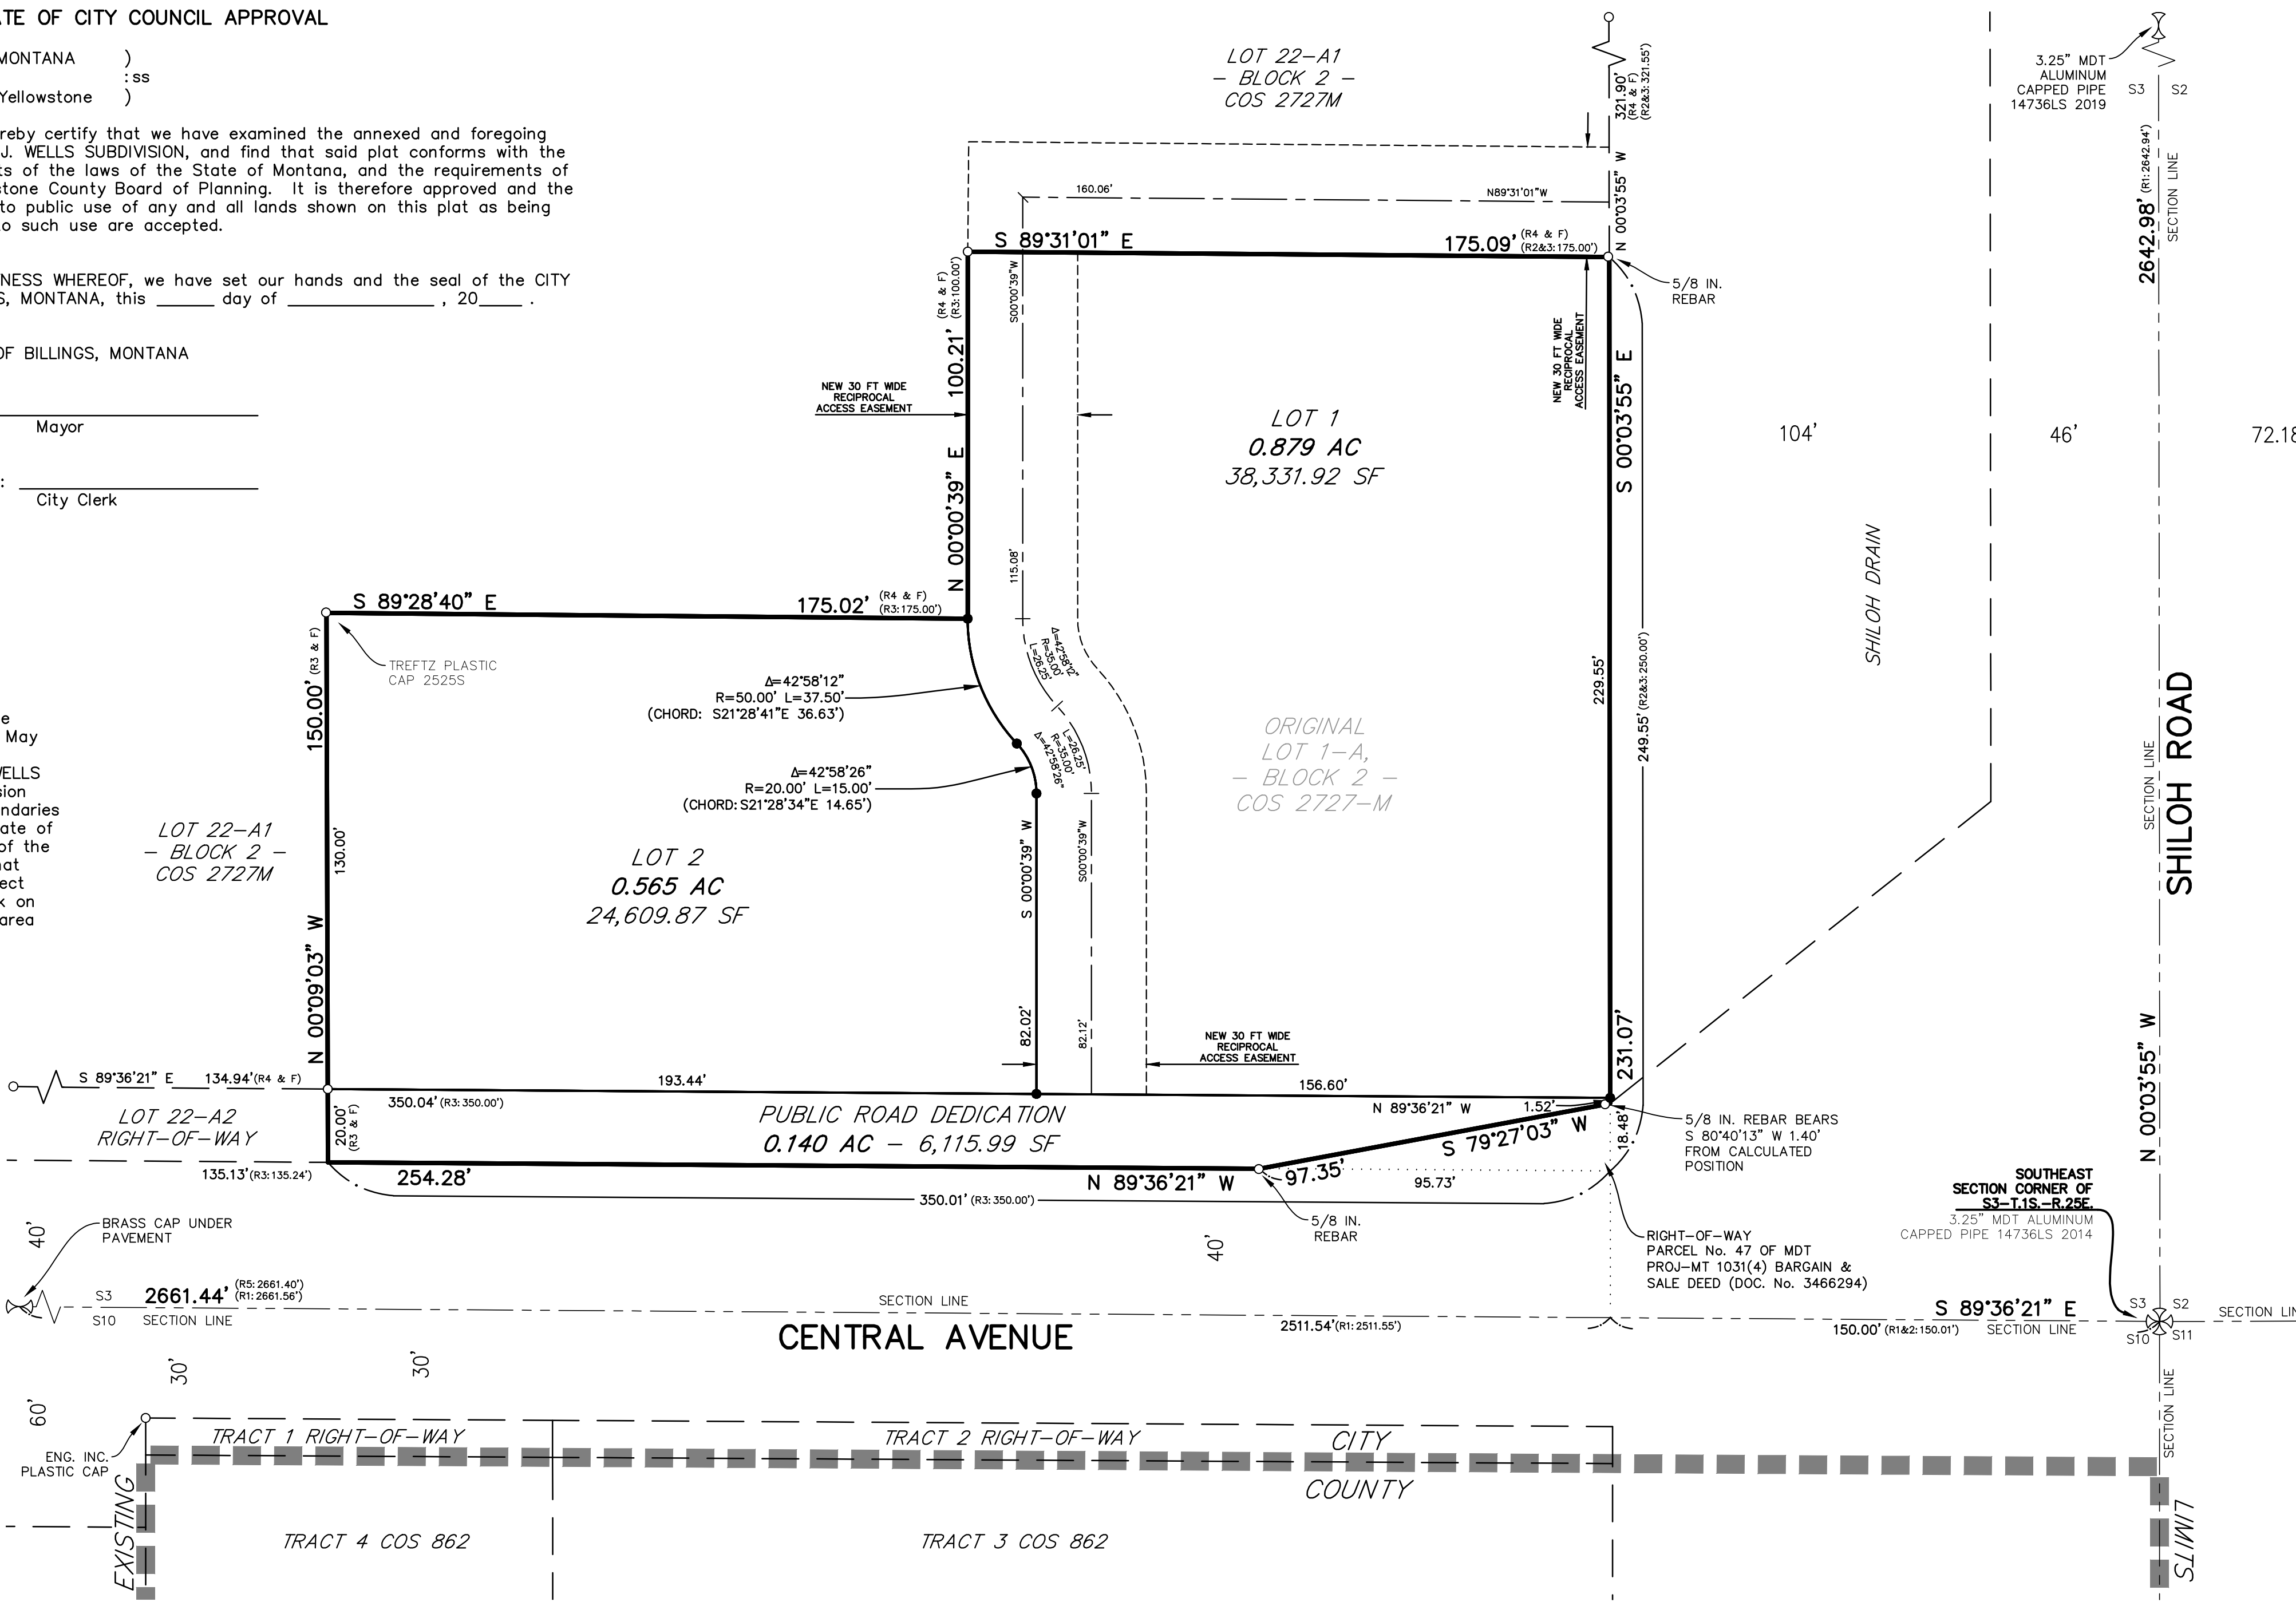 ATE OF CITY COUNCIL APPROVAL
MONTANA )
:ss
Yellowstone )
reby certify that we have examined the annexed and foregoing
J. WELLS SUBDIVISION, and find that said plat conforms with the
ts of the laws of the State of Montana, and the requirements of
stone County Board of Planning. It is therefore approved and the
to public use of any and all lands shown on this plat as being
o such use are accepted.
NESS WHEREOF, we have set our hands and the seal of the CITY
S, MONTANA, this _____ day of _____________ , 20____ .
OF BILLINGS, MONTANA
Mayor
:
City Clerk
e
May
WELLS
sion
ndaries
ate of
of the
hat
ect
k on
area
LOT 22-A1
- BLOCK 2 -
COS 2727M
321.90'
(R4 & F)
(R2&3:321.55')
N 00°03'55" W
3.25" MDT
ALUMINUM
CAPPED PIPE
14736LS 2019
S3 S2
2642.98' (R1:2642.94')
SECTION LINE
160.06' N89°31'01"W
S 89°31'01" E 175.09' (R4 & F)
(R2&3:175.00')
5/8 IN.
REBAR
100.21' (R4 & F)
(R3:100.00')
N 00°00'39" E
S00°00'39"W
115.08'
NEW 30 FT WIDE
RECIPROCAL
ACCESS EASEMENT
NEW 30 FT WIDE
RECIPROCAL
ACCESS EASEMENT
S 00°03'55" E
LOT 1
0.879 AC
38,331.92 SF
104'
46'
72.18
SHILOH DRAIN
S 89°28'40" E 175.02' (R4 & F)
(R3:175.00')
TREFTZ PLASTIC
CAP 2525S
150.00' (R3 & F)
130.00'
N 00°09'03" W
Δ=42°58'12"
R=50.00' L=37.50'
(CHORD: S21°28'41"E 36.63')
Δ=42°58'26"
R=20.00' L=15.00'
(CHORD:S21°28'34"E 14.65')
Δ=42°58'12"
R=35.00'
L=26.25'
L=26.25'
R=35.00'
Δ=42°58'26"
ORIGINAL
LOT 1-A,
- BLOCK 2 -
COS 2727-M
229.55'
249.55' (R2&3:250.00')
231.07'
SECTION LINE
SHILOH ROAD
N 00°03'55" W
LOT 22-A1
- BLOCK 2 -
COS 2727M
LOT 2
0.565 AC
24,609.87 SF
S 00°00'39" W
82.02'
S00°00'39"W
82.12'
NEW 30 FT WIDE
RECIPROCAL
ACCESS EASEMENT
S 89°36'21" E 134.94' (R4 & F)
193.44'
156.60'
350.04' (R3:350.00')
N 89°36'21" W
1.52'
LOT 22-A2
RIGHT-OF-WAY
20.00'
(R3 & F)
PUBLIC ROAD DEDICATION
0.140 AC - 6,115.99 SF
S 79°27'03" W
18.48'
5/8 IN. REBAR BEARS
S 80°40'13" W 1.40'
FROM CALCULATED
POSITION
135.13' (R3:135.24')
254.28'
N 89°36'21" W
97.35'
95.73'
350.01' (R3:350.00')
5/8 IN.
REBAR
SOUTHEAST
SECTION CORNER OF
S3-T.1S.-R.25E.
3.25" MDT ALUMINUM
CAPPED PIPE 14736LS 2014
40'
BRASS CAP UNDER
PAVEMENT
40'
RIGHT-OF-WAY
PARCEL No. 47 OF MDT
PROJ-MT 1031(4) BARGAIN &
SALE DEED (DOC. No. 3466294)
S3 2661.44' (R5:2661.40')
(R1:2661.56')
S10 SECTION LINE
SECTION LINE
CENTRAL AVENUE
2511.54' (R1:2511.55')
S 89°36'21" E
150.00' (R1&2:150.01') SECTION LINE
S3 S2
S10 S11
SECTION LIN
SECTION LINE
30'
30'
60'
ENG. INC.
PLASTIC CAP
TRACT 1 RIGHT-OF-WAY
TRACT 2 RIGHT-OF-WAY
CITY
COUNTY
EXISTING
LIMITS
TRACT 4 COS 862
TRACT 3 COS 862